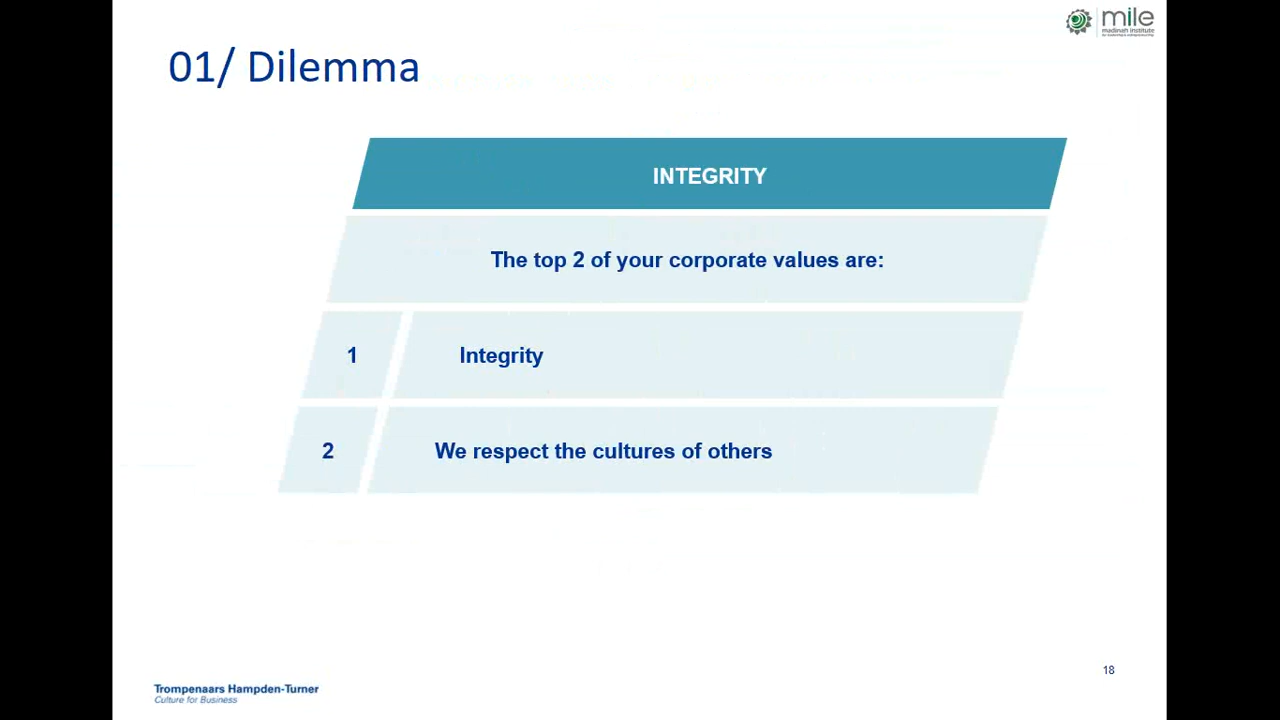 mile
madinah institute
for leadership & entrepreneurship
01/ Dilemma
INTEGRITY
The top 2 of your corporate values are:
1 Integrity
2 We respect the cultures of others
18
Trompenaars Hampden-Turner
Culture for Business